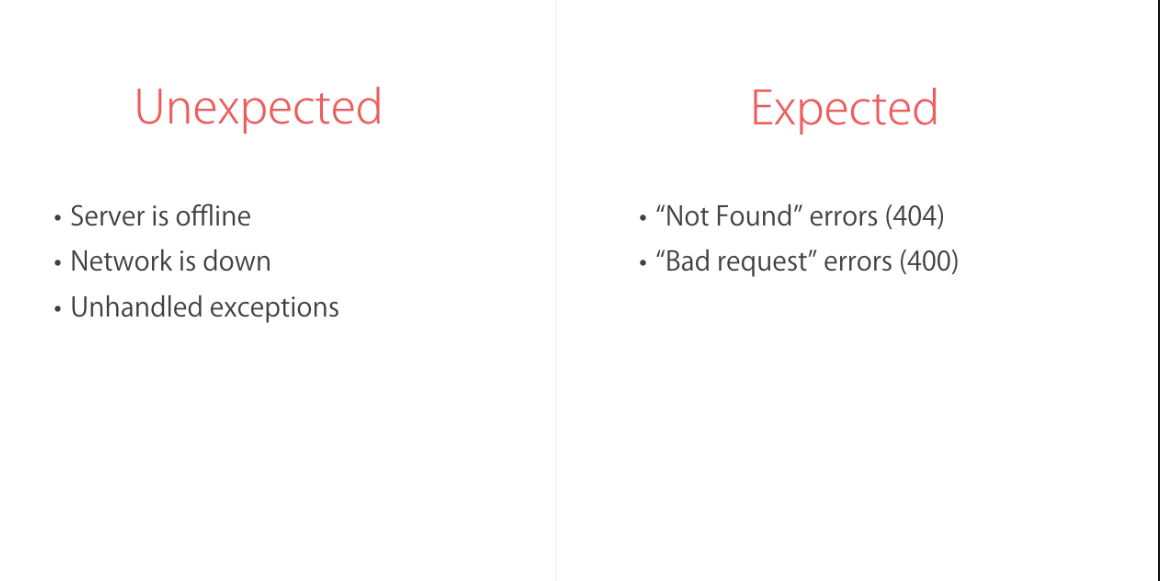 Unexpected
• Server is offline
• Network is down
• Unhandled exceptions
Expected
• “Not Found” errors (404)
• “Bad request” errors (400)